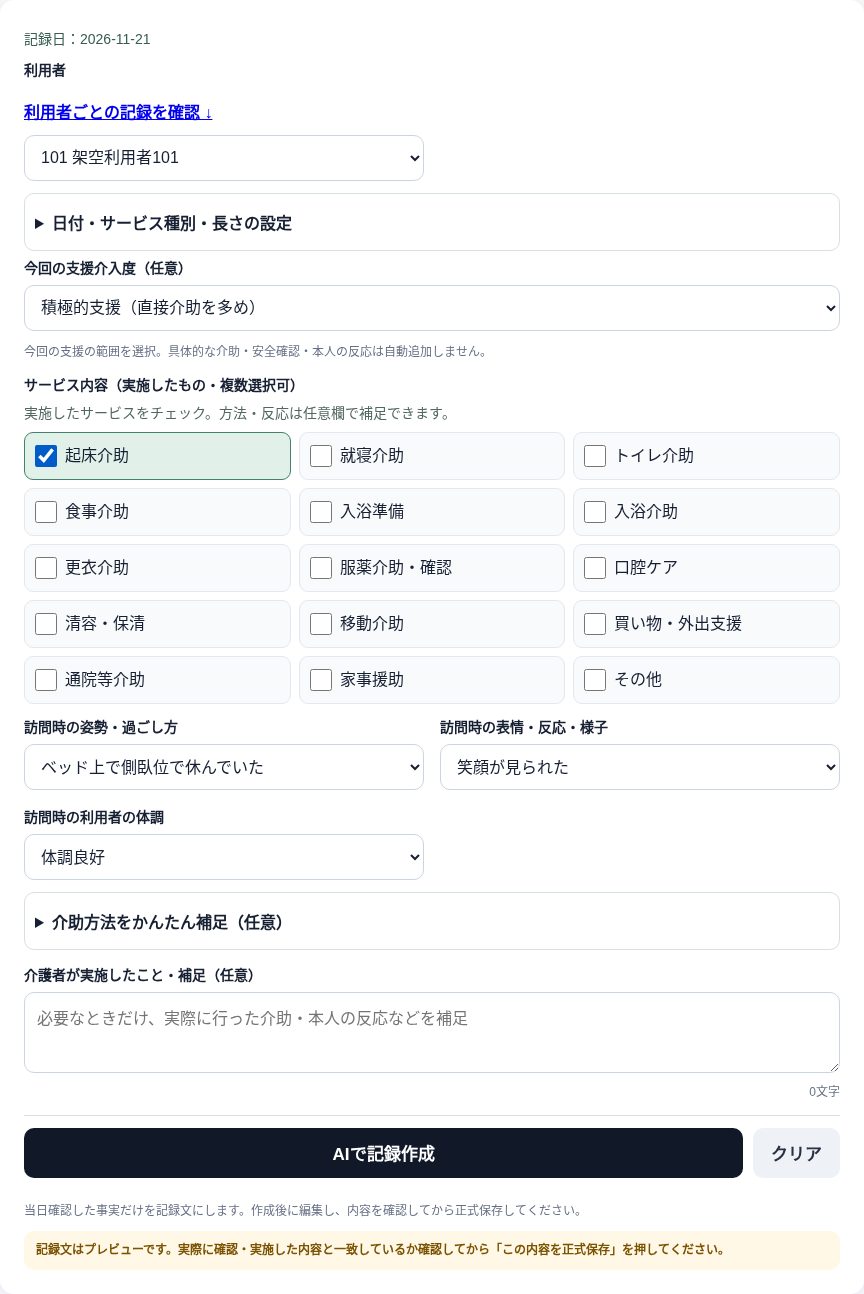 記録日：2026-11-21
利用者
利用者ごとの記録を確認 ↓
101 架空利用者101
▶ 日付・サービス種別・長さの設定
今回の支援介入度（任意）
積極的支援（直接介助を多め）
今回の支援の範囲を選択。具体的な介助・安全確認・本人の反応は自動追加しません。
サービス内容（実施したもの・複数選択可）
実施したサービスをチェック。方法・反応は任意欄で補足できます。
起床介助
就寝介助
トイレ介助
食事介助
入浴準備
入浴介助
更衣介助
服薬介助・確認
口腔ケア
清容・保清
移動介助
買い物・外出支援
通院等介助
家事援助
その他
訪問時の姿勢・過ごし方
訪問時の表情・反応・様子
ベッド上で側臥位で休んでいた
笑顔が見られた
訪問時の利用者の体調
体調良好
▶ 介助方法をかんたん補足（任意）
介護者が実施したこと・補足（任意）
必要なときだけ、実際に行った介助・本人の反応などを補足
0文字
AIで記録作成
クリア
当日確認した事実だけを記録文にします。作成後に編集し、内容を確認してから正式保存してください。
記録文はプレビューです。実際に確認・実施した内容と一致しているか確認してから「この内容を正式保存」を押してください。